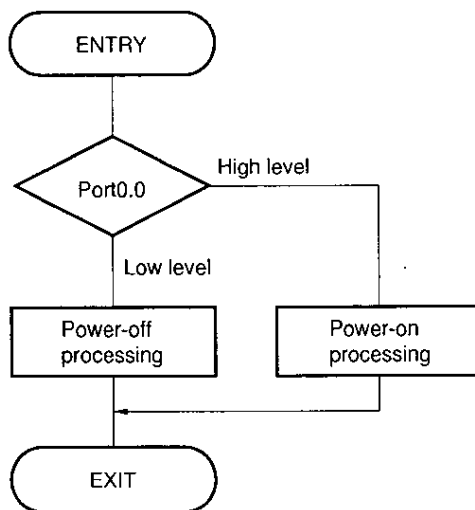 ENTRY
High level
Port0.0
Low level
Power-off
processing
Power-on
processing
EXIT